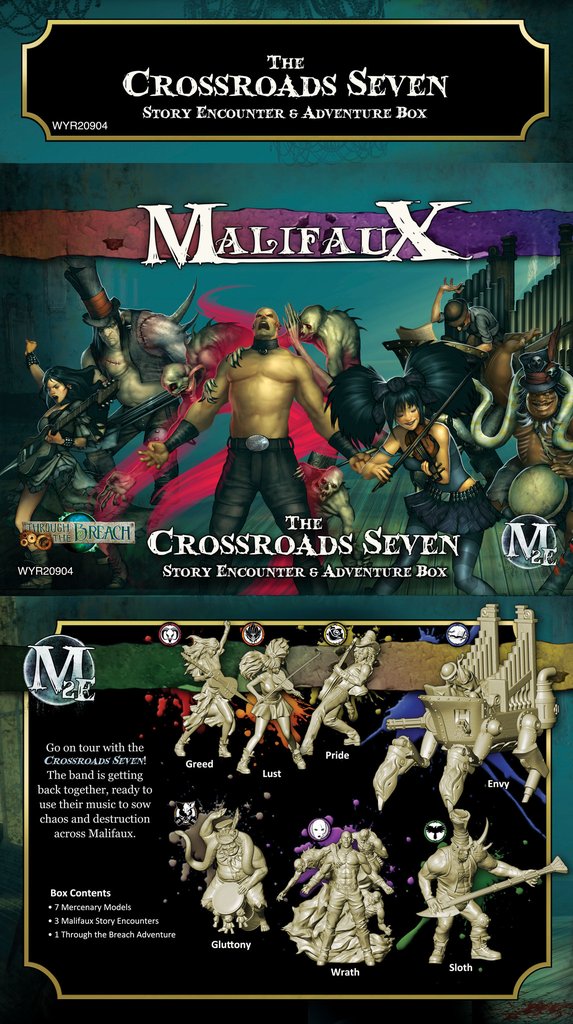 The
Crossroads Seven
Story Encounter & Adventure Box
WYR20904
Malifaux
Through
the Breach
The
Crossroads Seven
Story Encounter & Adventure Box
WYR20904
M2E
M2E
Greed
Lust
Pride
Envy
Go on tour with the
Crossroads Seven!
The band is getting
back together, ready to
use their music to sow
chaos and destruction
across Malifaux.
Box Contents
• 7 Mercenary Models
• 3 Malifaux Story Encounters
• 1 Through the Breach Adventure
Gluttony
Wrath
Sloth